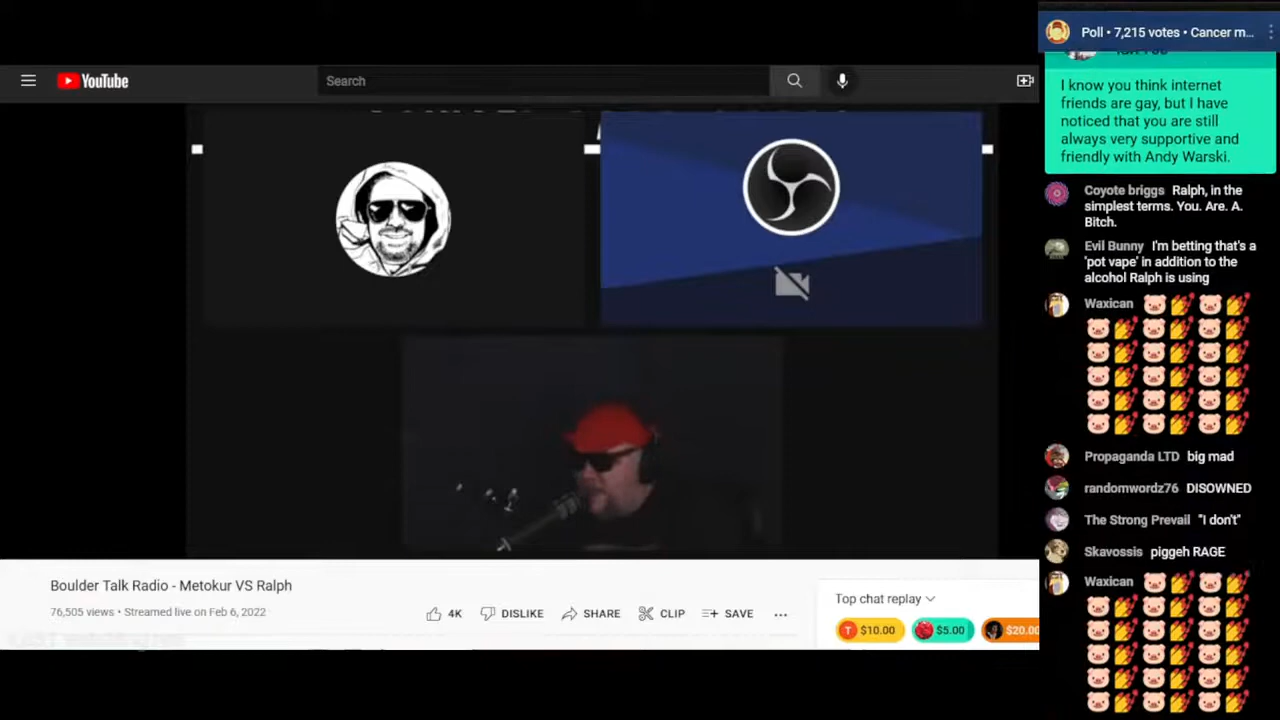 YouTube
Search
Boulder Talk Radio - Metokur VS Ralph
76,505 views • Streamed live on Feb 6, 2022
4K
DISLIKE
SHARE
CLIP
SAVE
Top chat replay
T $10.00
$5.00
$20.00
Poll • 7,215 votes • Cancer m...
I know you think internet
friends are gay, but I have
noticed that you are still
always very supportive and
friendly with Andy Warski.
Coyote briggs Ralph, in the
simplest terms. You. Are. A.
Bitch.
Evil Bunny I'm betting that's a
'pot vape' in addition to the
alcohol Ralph is using
Waxican
Propaganda LTD big mad
randomwordz76 DISOWNED
The Strong Prevail "I don't"
Skavossis piggeh RAGE
Waxican